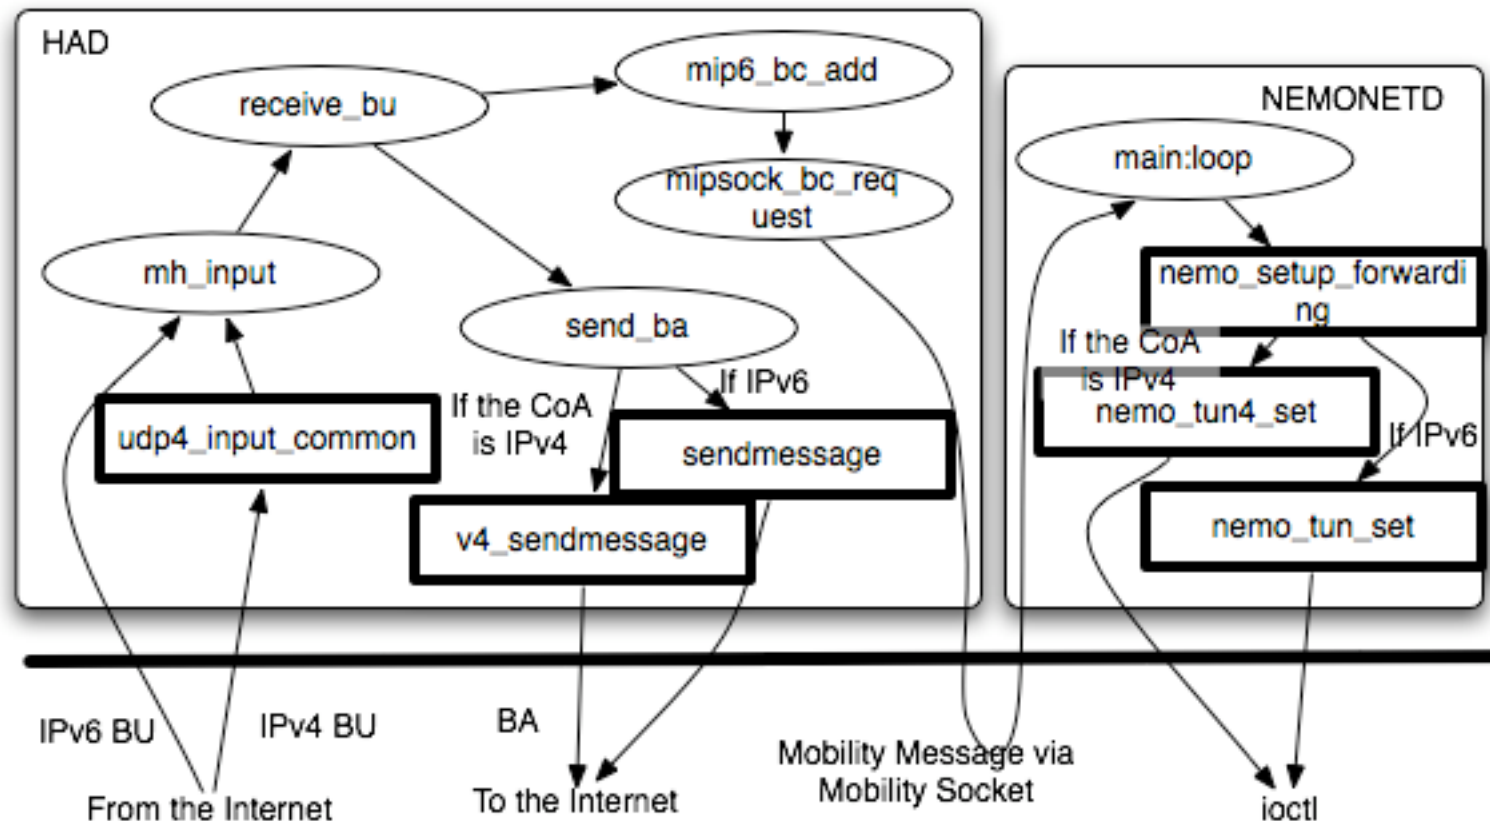 HAD
mip6_bc_add
receive_bu
NEMONETD
main:loop
mipsock_bc_req
uest
mh_input
nemo_setup_forwardi
ng
send_ba
If the CoA
is IPv4
If IPv6
If the CoA
is IPv4
nemo_tun4_set
udp4_input_common
sendmessage
If IPv6
v4_sendmessage
nemo_tun_set
IPv6 BU
IPv4 BU
BA
Mobility Message via
Mobility Socket
From the Internet
To the Internet
ioctl